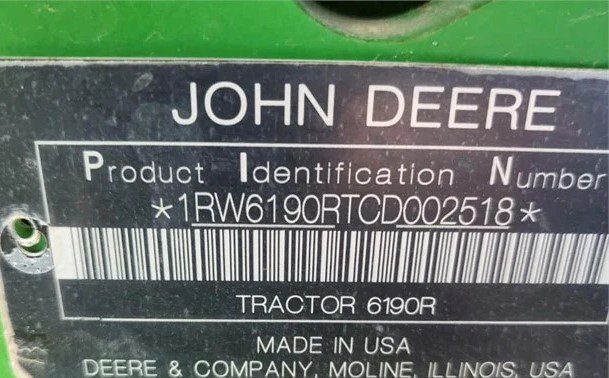 JOHN DEERE
Product Identification Number
*1RW6190RTCD002518*
TRACTOR 6190R
MADE IN USA
DEERE & COMPANY, MOLINE, ILLINOIS, USA